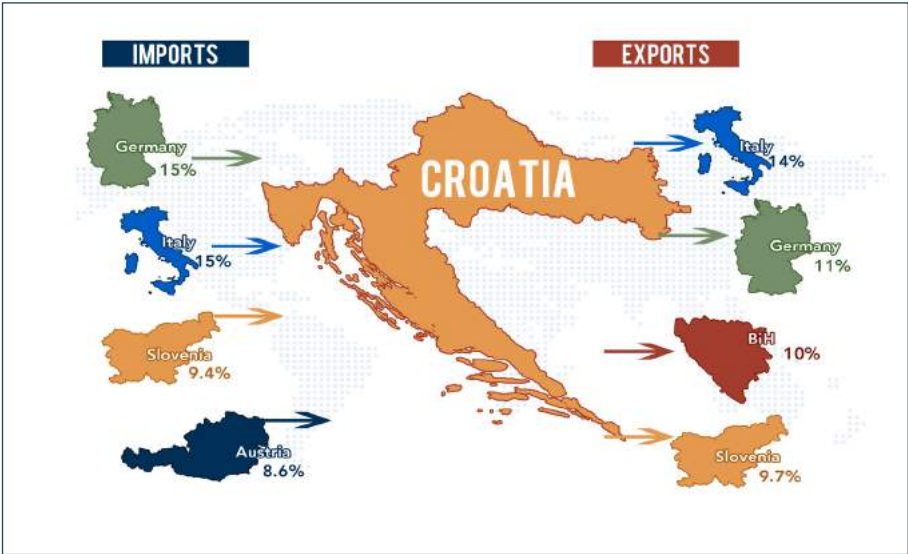 IMPORTS
Germany
15%
Italy
15%
Slovenia
9.4%
Austria
8.6%
CROATIA
EXPORTS
Italy
14%
Germany
11%
BiH
10%
Slovenia
9.7%